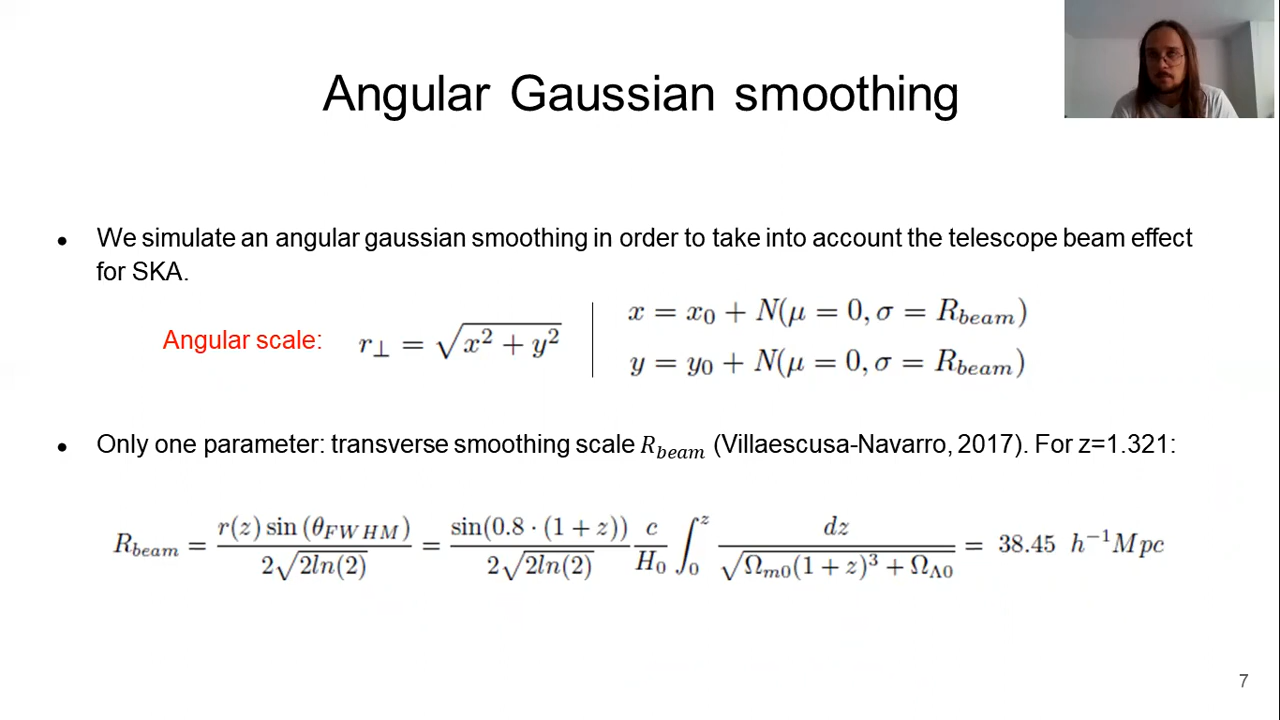 Angular Gaussian smoothing
• We simulate an angular gaussian smoothing in order to take into account the telescope beam effect
for SKA.
Angular scale: r⊥ = √(x² + y²)
x = x₀ + N(μ = 0, σ = R_beam)
y = y₀ + N(μ = 0, σ = R_beam)
• Only one parameter: transverse smoothing scale R_beam (Villaescusa-Navarro, 2017). For z=1.321:
R_beam = r(z) sin (θ_FWHM) / 2√(2ln(2)) = sin(0.8 · (1 + z)) / 2√(2ln(2)) c / H₀ ∫₀ᶻ dz / √(Ω_m0(1 + z)³ + Ω_Λ0) = 38.45 h⁻¹Mpc
7